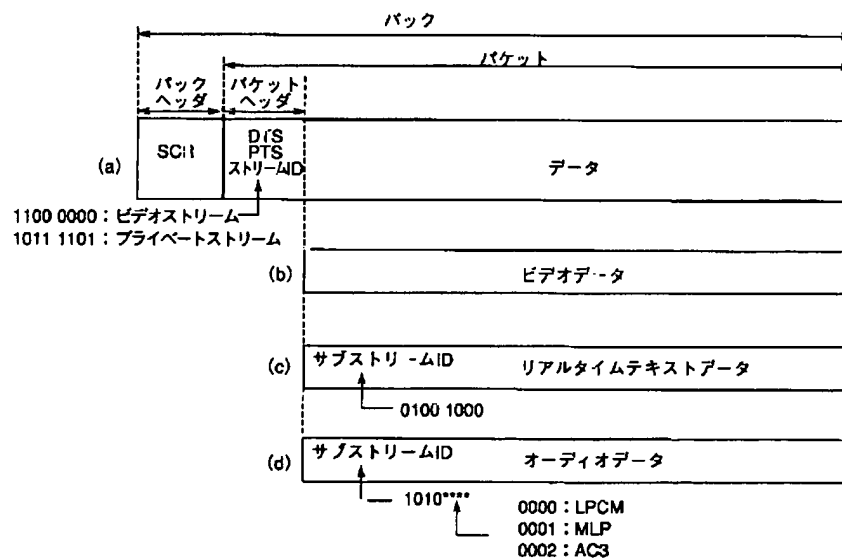 パック
パケット
パック
ヘッダ
パケット
ヘッダ
(a)
SCR
DTS
PTS
ストリームID
データ
1100 0000：ビデオストリーム
1011 1101：プライベートストリーム
(b)
ビデオデータ
(c)
サブストリームID
リアルタイムテキストデータ
0100 1000
(d)
サブストリームID
オーディオデータ
1010****
0000：LPCM
0001：MLP
0002：AC3